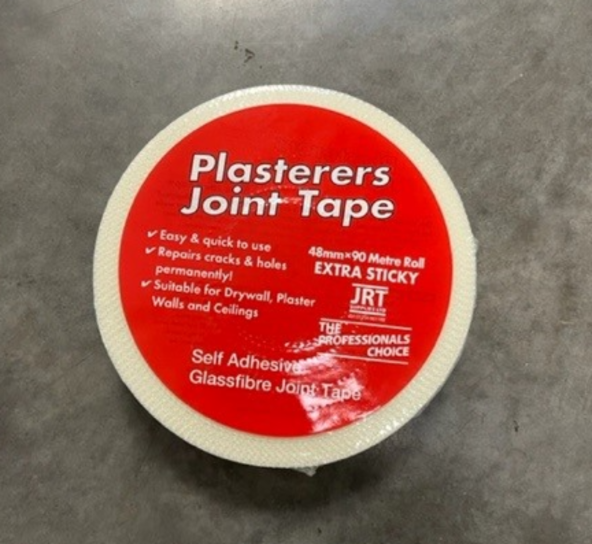 Plasterers
Joint Tape
✔ Easy & quick to use
✔ Repairs cracks & holes
permanently!
✔ Suitable for Drywall, Plaster
Walls and Ceilings
48mm×90 Metre Roll
EXTRA STICKY
JRT
THE
PROFESSIONALS
CHOICE
Self Adhesive
Glassfibre Joint Tape